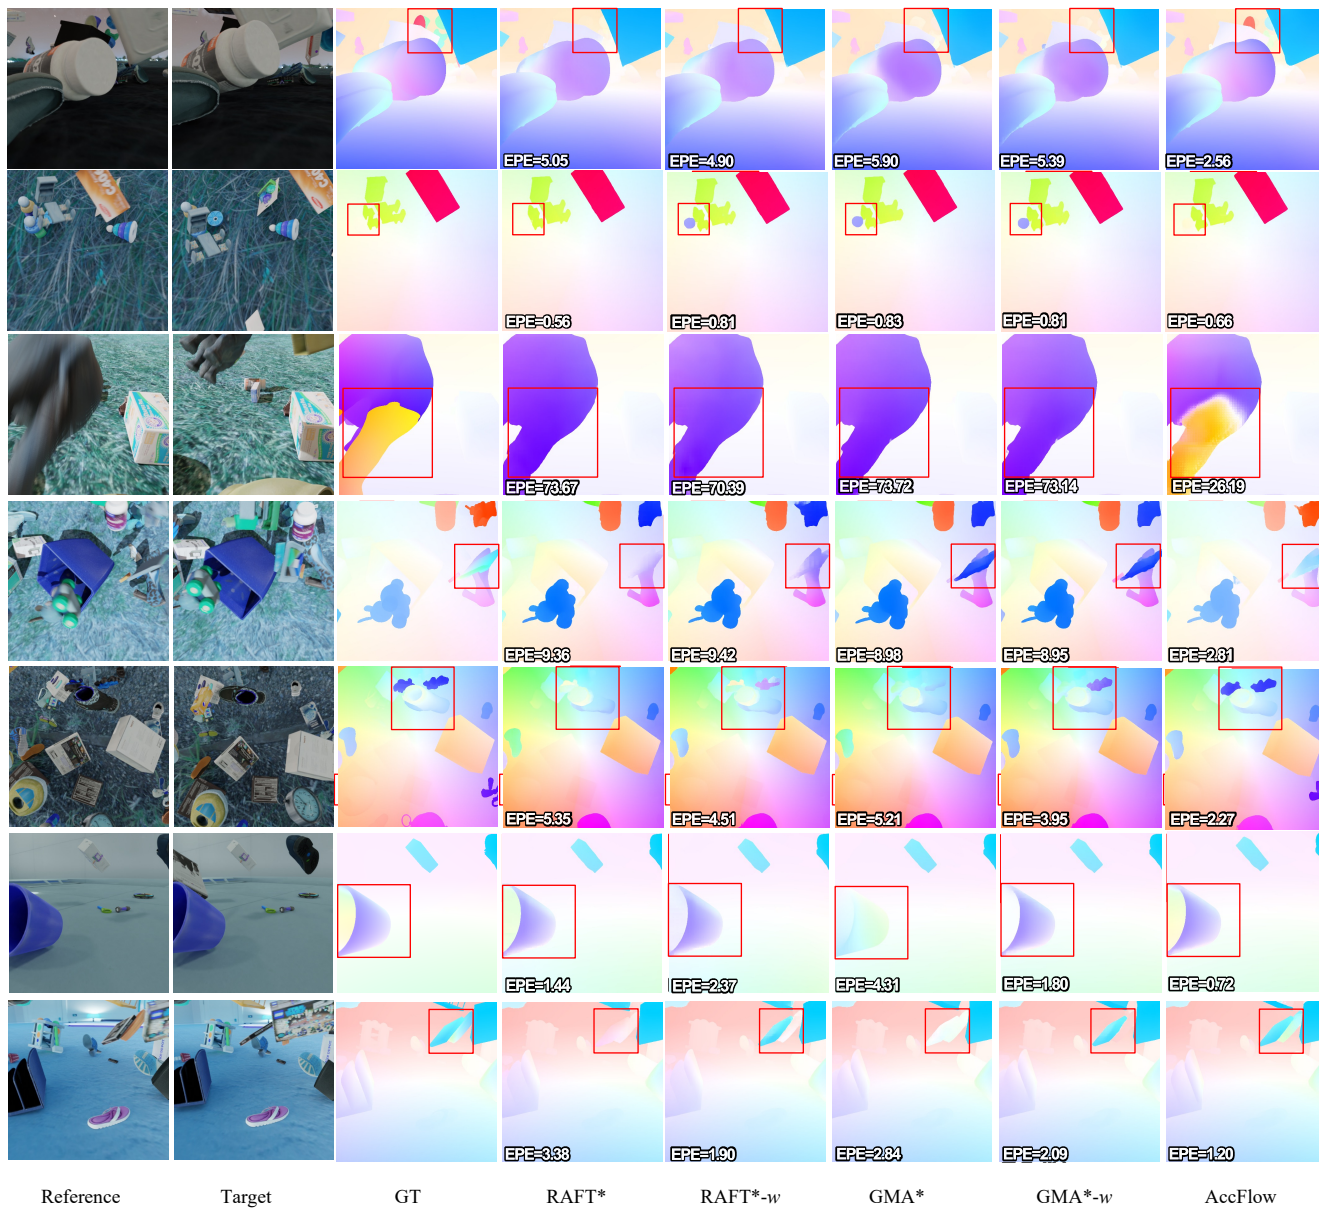 EPE=5.05 EPE=4.90 EPE=5.90 EPE=5.39 EPE=2.56
EPE=0.56 EPE=0.81 EPE=0.83 EPE=0.81 EPE=0.66
EPE=73.67 EPE=70.39 EPE=73.72 EPE=73.14 EPE=26.19
EPE=9.36 EPE=9.42 EPE=8.98 EPE=8.95 EPE=2.81
EPE=5.35 EPE=4.51 EPE=5.21 EPE=3.95 EPE=2.27
EPE=1.44 EPE=2.37 EPE=4.31 EPE=1.80 EPE=0.72
EPE=3.38 EPE=1.90 EPE=2.84 EPE=2.09 EPE=1.20
Reference Target GT RAFT* RAFT*-w GMA* GMA*-w AccFlow